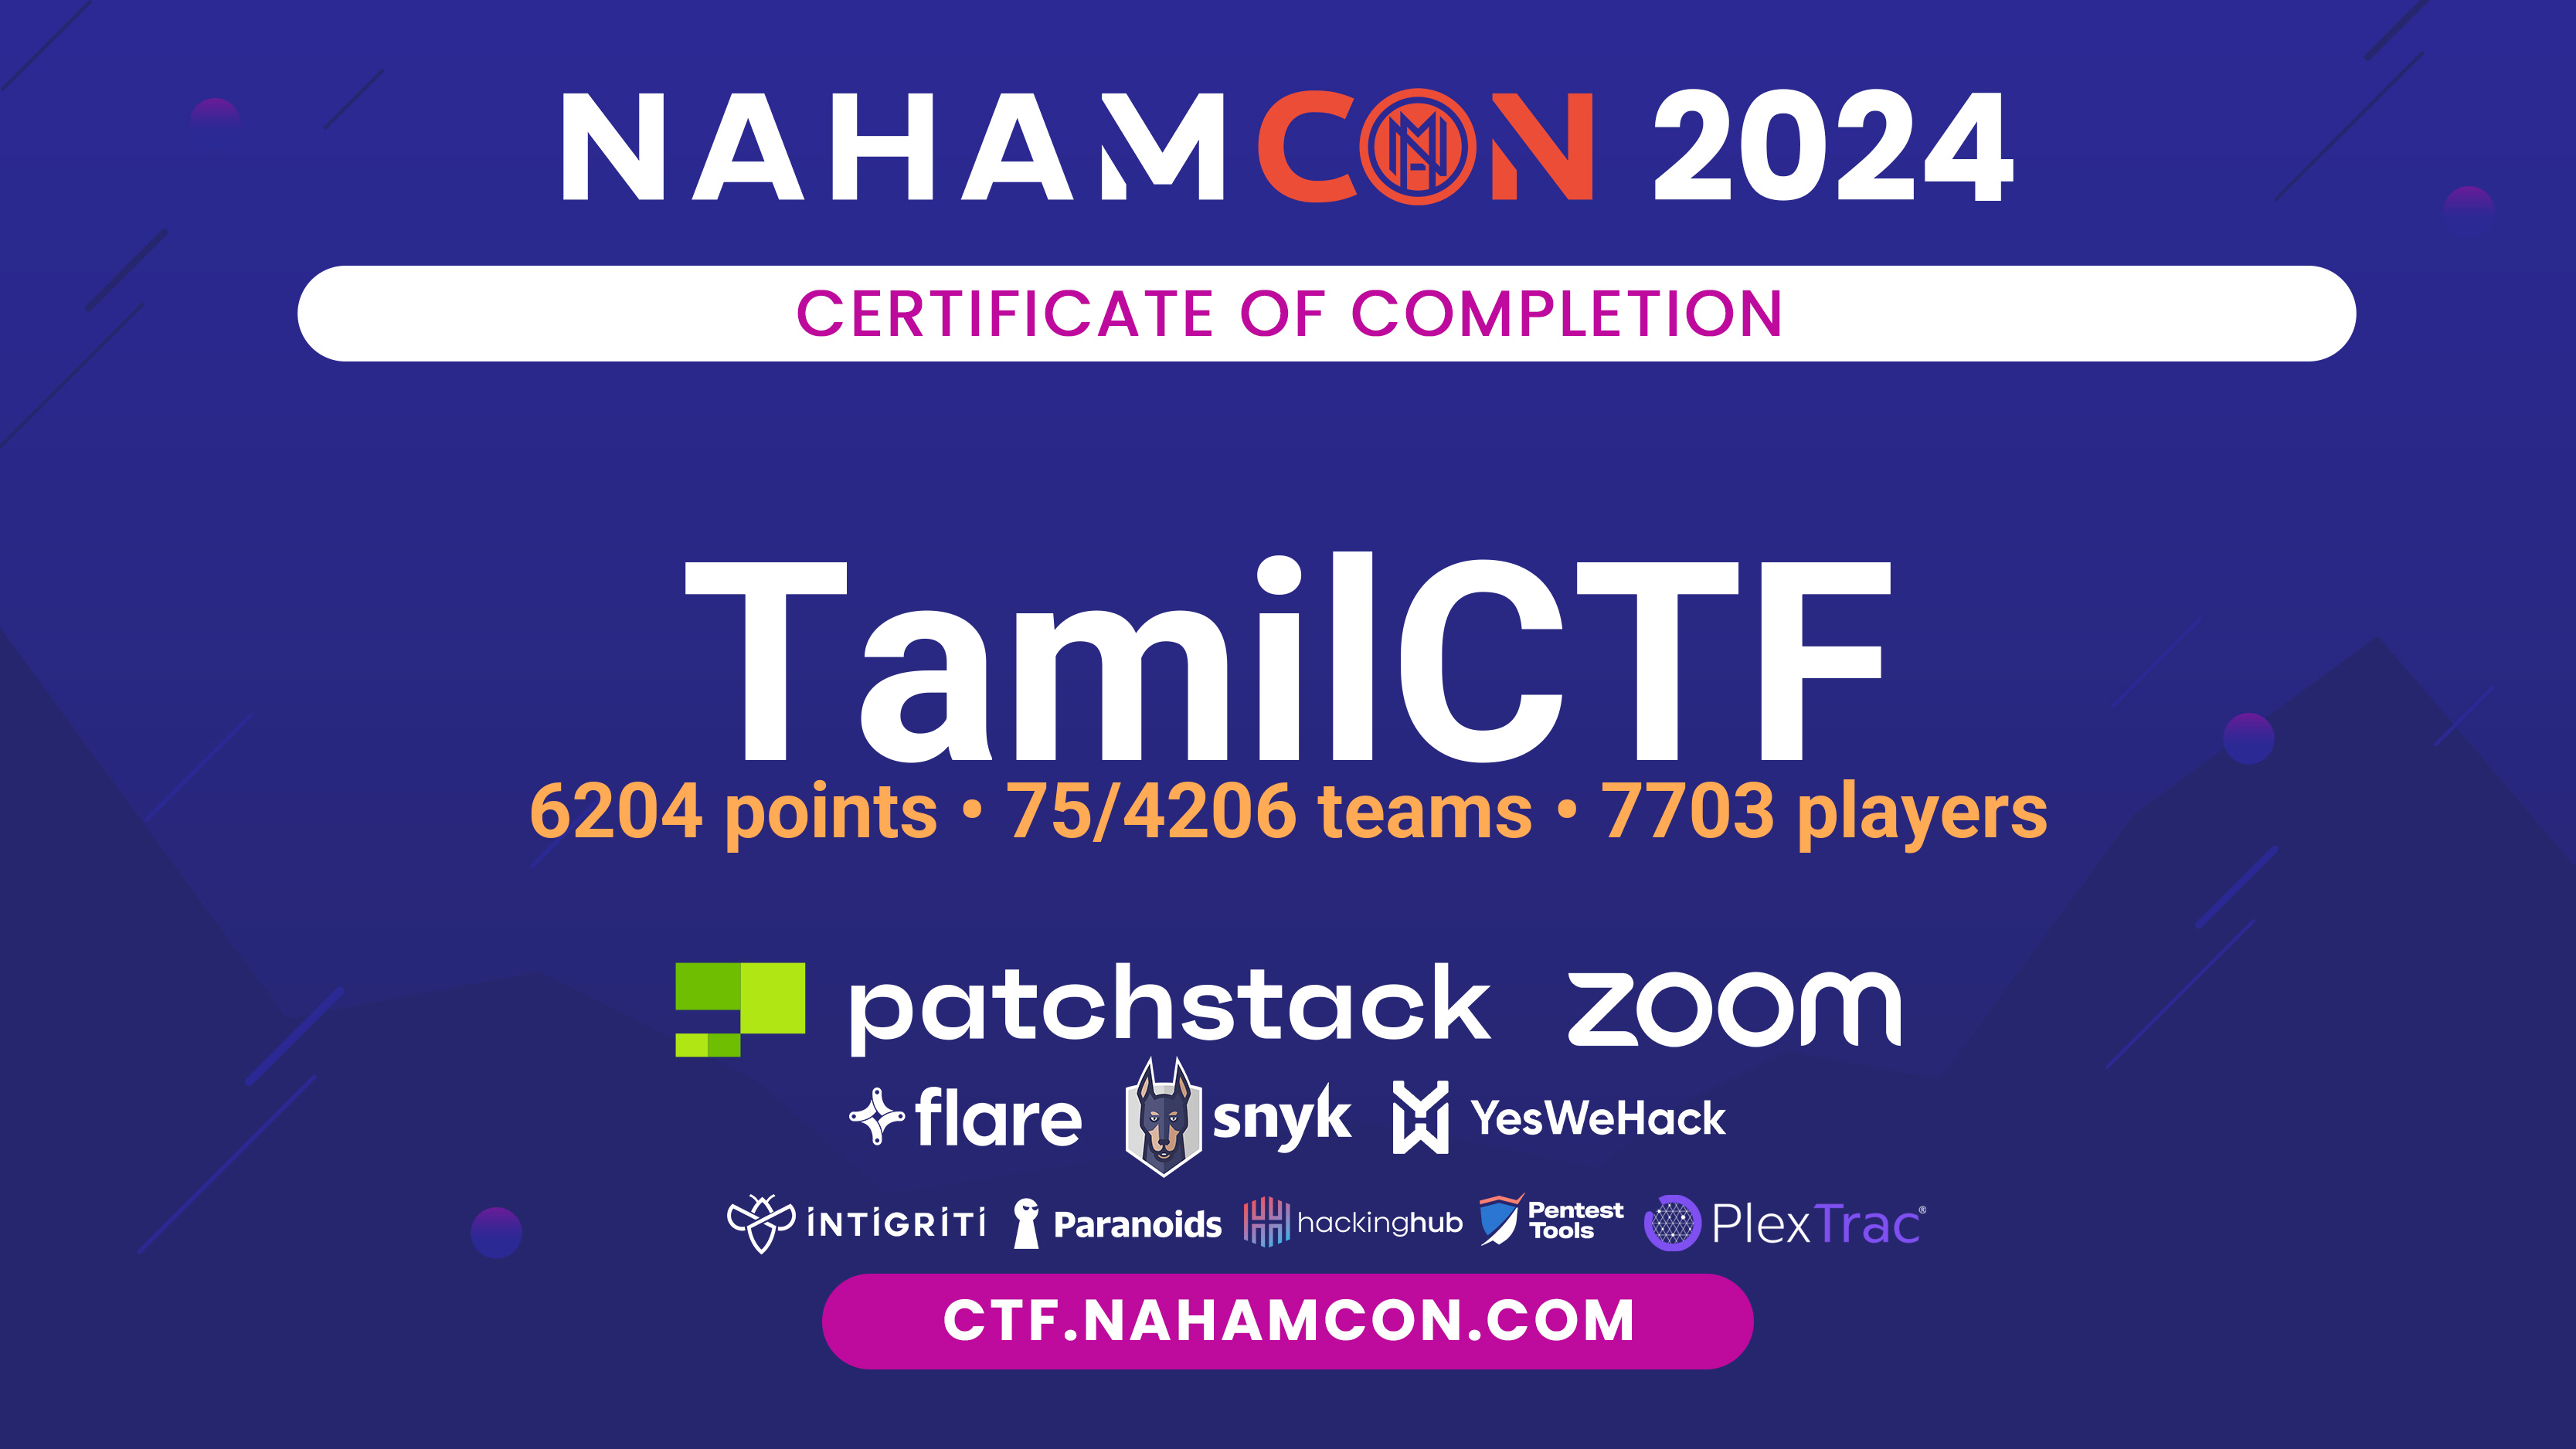 NAHAMCON 2024
CERTIFICATE OF COMPLETION
TamilCTF
6204 points • 75/4206 teams • 7703 players
patchstack zoom
flare snyk YesWeHack
INTIGRITI Paranoids hackinghub Pentest Tools PlexTrac®
CTF.NAHAMCON.COM